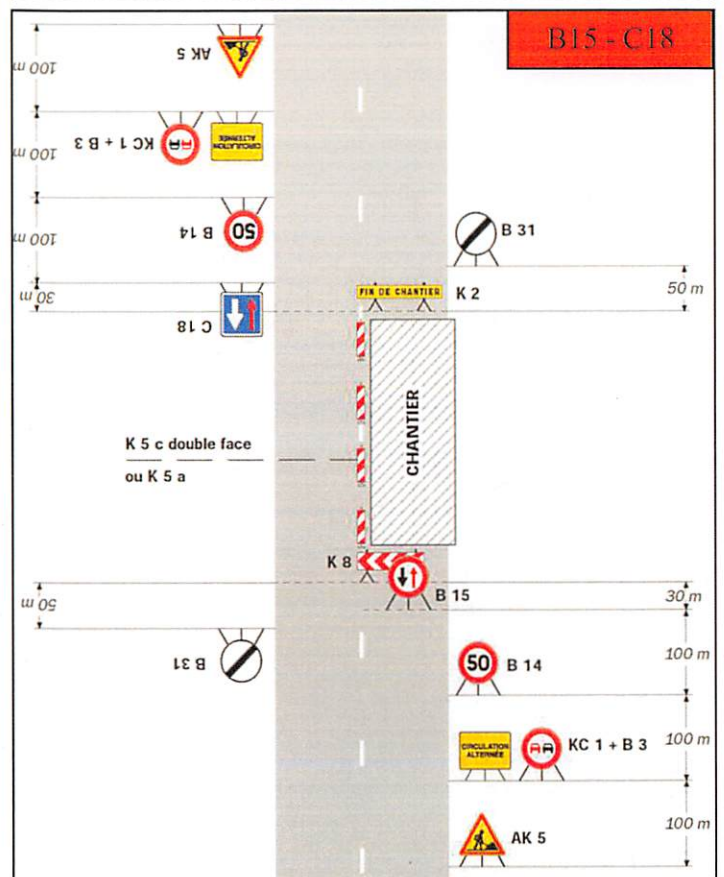 B15 - C18
AK 5
100 m
KC 1 + B 3
CIRCULATION
ALTERNÉE
100 m
50
B 14
100 m
B 31
30 m
C 18
FIN DE CHANTIER
K 2
50 m
CHANTIER
K 5 c double face
ou K 5 a
K 8
B 15
30 m
50 m
B 31
50
B 14
100 m
CIRCULATION
ALTERNÉE
KC 1 + B 3
100 m
AK 5
100 m